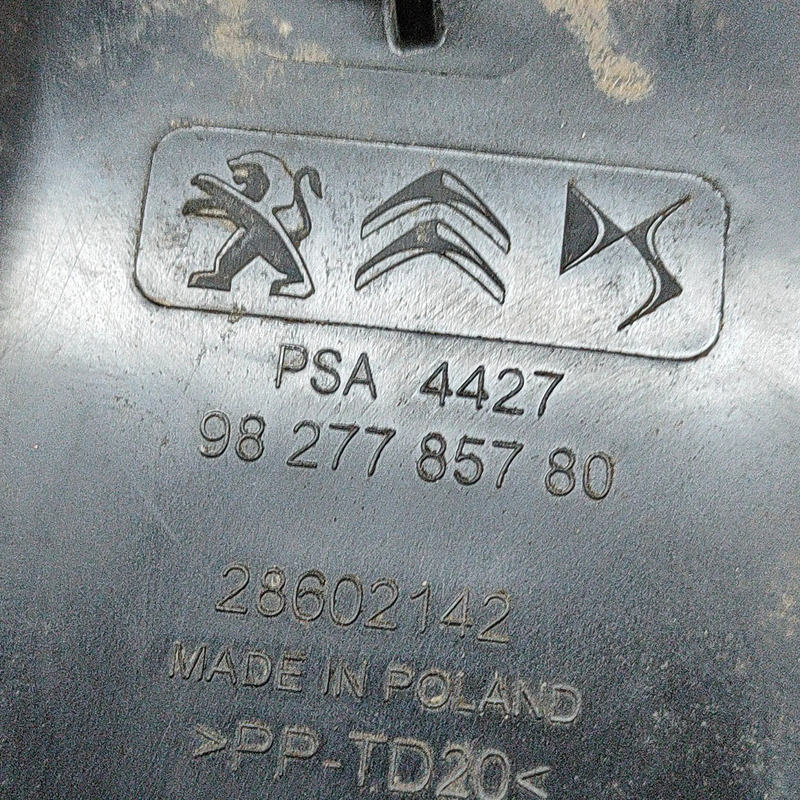 PSA 4427
98 277 857 80
28602142
MADE IN POLAND
>PP-TD20<